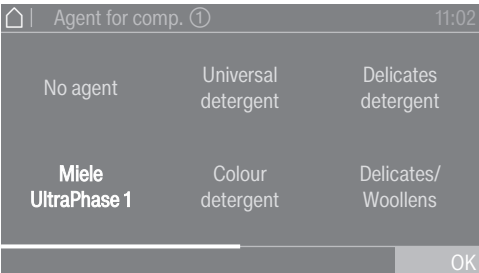 Agent for comp. ①
11:02
No agent
Universal
detergent
Delicates
detergent
Miele
UltraPhase 1
Colour
detergent
Delicates/
Woollens
OK